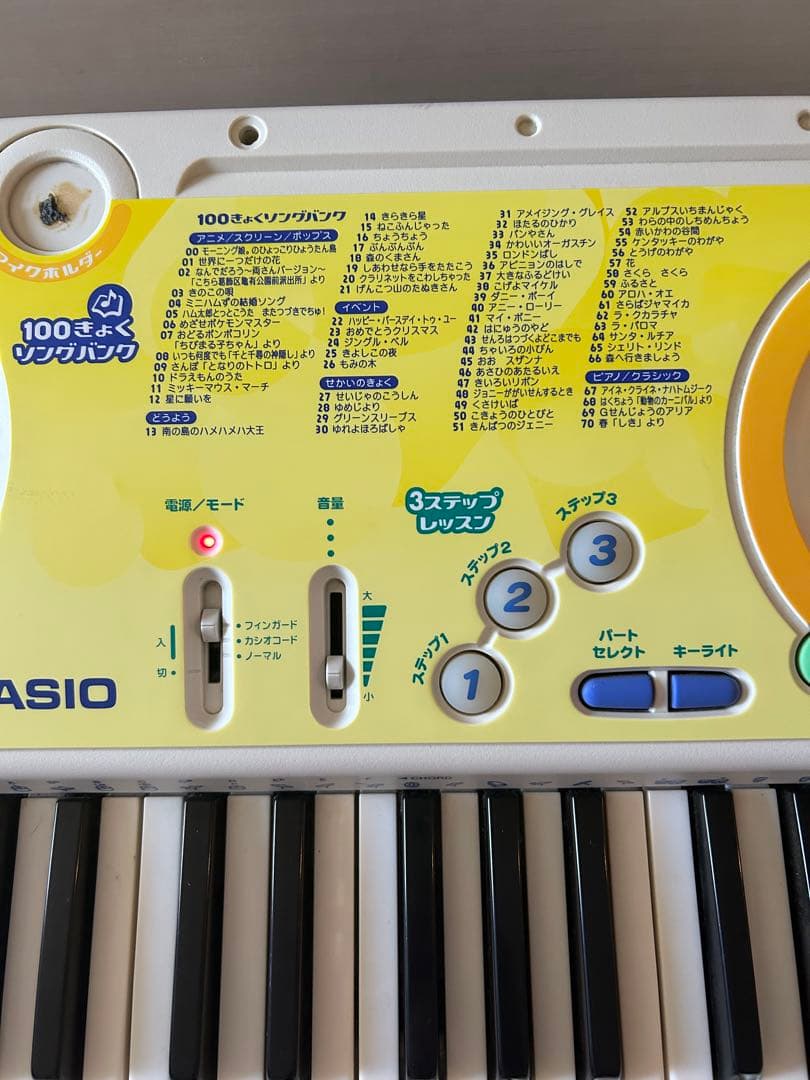 100きょくソングバンク
アニメ/スクリーン/ポップス
00 モーニング娘。のひょっこりひょうたん島
01 世界に一つだけの花
02 なんでだろう～両さんバージョン～
「こちら葛飾区亀有公園前派出所」より
03 きのこの唄
04 ミニハムずの結婚ソング
05 ハム太郎とっとこうた またつづきでちゅ!
06 めざせポケモンマスター
07 おどるポンポコリン
「ちびまる子ちゃん」より
08 いつも何度でも「千と千尋の神隠し」より
09 さんぽ「となりのトトロ」より
10 ドラえもんのうた
11 ミッキーマウス・マーチ
12 星に願いを
どうよう
13 南の島のハメハメハ大王
14 きらきら星
15 ねこふんじゃった
16 ちょうちょう
17 ぶんぶんぶん
18 森のくまさん
19 しあわせなら手をたたこう
20 クラリネットをこわしちゃった
21 げんこつ山のたぬきさん
イベント
22 ハッピー・バースデイ・トゥ・ユー
23 おめでとうクリスマス
24 ジングル・ベル
25 きよしこの夜
26 もみの木
せかいのきょく
27 せいじゃのこうしん
28 ゆめじより
29 グリーンスリーブス
30 ゆれよほろばしゃ
31 アメイジング・グレイス
32 ほたるのひかり
33 パンやさん
34 かわいいオーガスチン
35 ロンドンばし
36 アビニョンのはしで
37 大きなふるどけい
38 こげよマイケル
39 ダニー・ボーイ
40 アニー・ローリー
41 マイ・ボニー
42 はにゅうのやど
43 せんろはつづくよどこまでも
44 ちゃいろの小びん
45 おお スザンナ
46 あさひのあたるいえ
47 きいろいリボン
48 ジョニーががいせんするとき
49 くさけいば
50 こきょうのひとびと
51 きんぱつのジェニー
52 アルプスいちまんじゃく
53 わらの中のしちめんちょう
54 赤いかわの谷間
55 ケンタッキーのわがや
56 とうげのわがや
57 花
58 さくら さくら
59 ふるさと
60 アロハ・オエ
61 さらばジャマイカ
62 ラ・クカラチャ
63 ラ・パロマ
64 サンタ・ルチア
65 シェリト・リンド
66 森へ行きましょう
ピアノ/クラシック
67 アイネ・クライネ・ナハトムジーク
68 はくちょう「動物のカーニバル」より
69 Gせんじょうのアリア
70 春「しき」より
マイクホルダー
100きょく
ソングバンク
電源/モード
音量
3ステップ
レッスン
入
切
フィンガード
カシオコード
ノーマル
大
小
ステップ1
1
ステップ2
2
ステップ3
3
パート
セレクト
キーライト
ASIO
CHORD